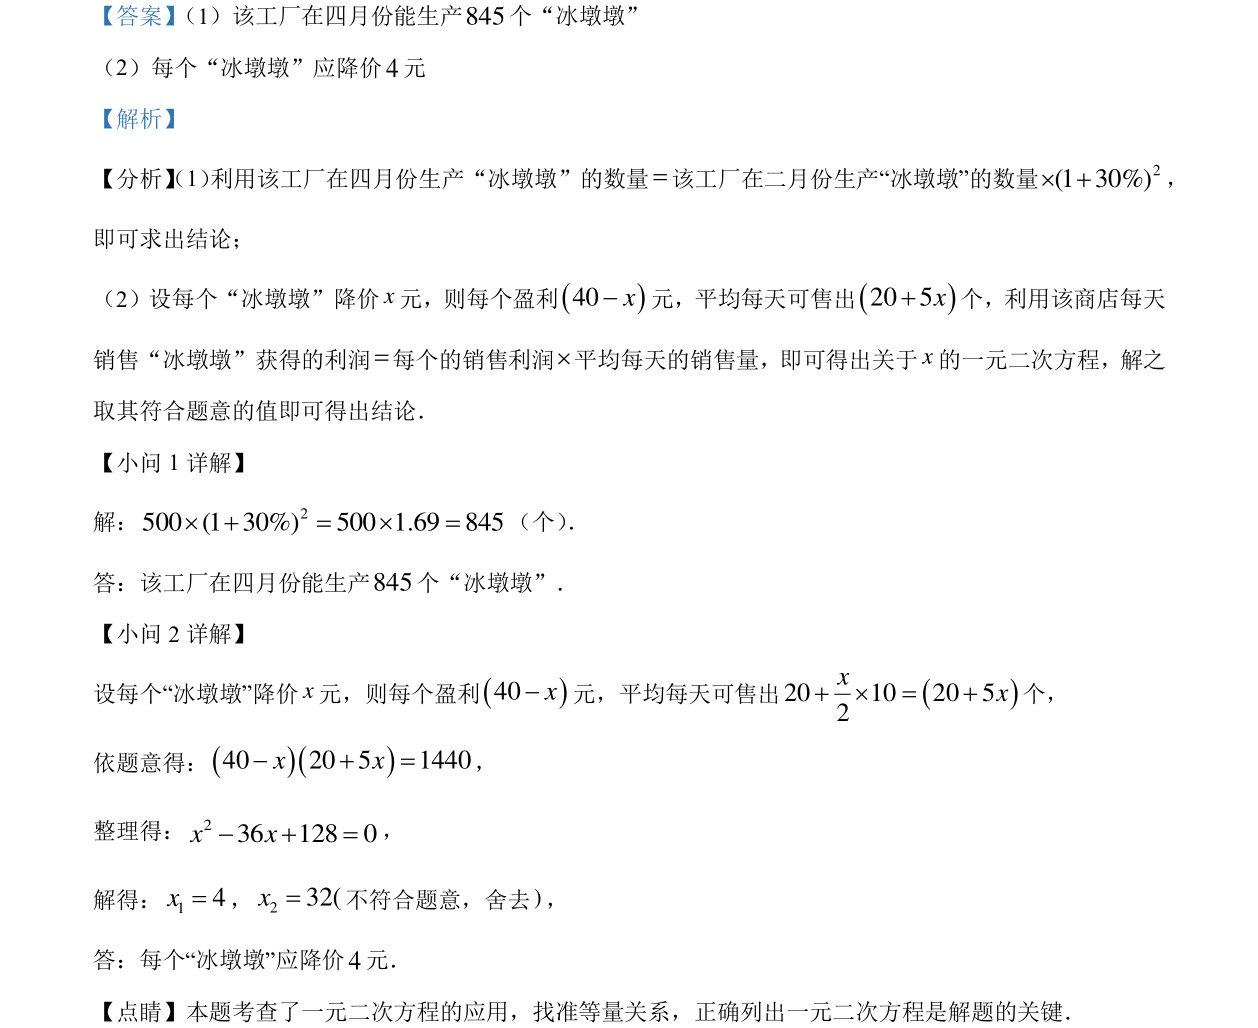 【答案】（1）该工厂在四月份能生产845个“冰墩墩”
（2）每个“冰墩墩”应降价4元
【解析】
【分析】(1)利用该工厂在四月份生产“冰墩墩”的数量=该工厂在二月份生产“冰墩墩”的数量×(1+30%)²，
即可求出结论；
（2）设每个“冰墩墩”降价x元，则每个盈利(40−x)元，平均每天可售出(20+5x)个，利用该商店每天
销售“冰墩墩”获得的利润=每个的销售利润×平均每天的销售量，即可得出关于x的一元二次方程，解之
取其符合题意的值即可得出结论．
【小问1详解】
解：500×(1+30%)²=500×1.69=845（个）．
答：该工厂在四月份能生产845个“冰墩墩”．
【小问2详解】
设每个“冰墩墩”降价x元，则每个盈利(40−x)元，平均每天可售出20+x/2×10=(20+5x)个，
依题意得：(40−x)(20+5x)=1440，
整理得：x²−36x+128=0，
解得：x₁=4，x₂=32(不符合题意，舍去)，
答：每个“冰墩墩”应降价4元．
【点睛】本题考查了一元二次方程的应用，找准等量关系，正确列出一元二次方程是解题的关键．